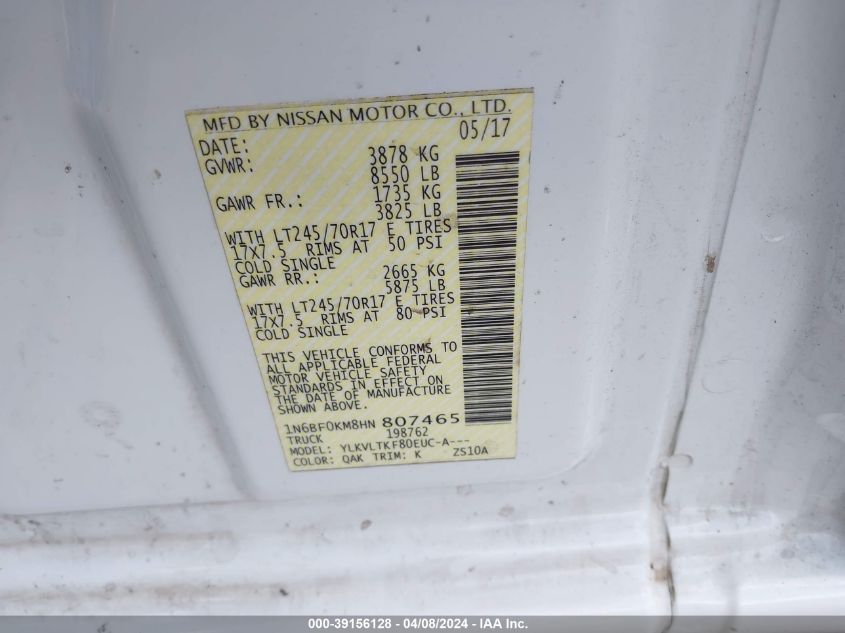 MFD BY NISSAN MOTOR CO., LTD.
DATE: 05/17
GVWR: 3878 KG
8550 LB
GAWR FR.: 1735 KG
3825 LB
WITH LT245/70R17 E TIRES
17X7.5 RIMS AT 50 PSI
COLD SINGLE
GAWR RR.: 2665 KG
5875 LB
WITH LT245/70R17 E TIRES
17X7.5 RIMS AT 80 PSI
COLD SINGLE
THIS VEHICLE CONFORMS TO
ALL APPLICABLE FEDERAL
MOTOR VEHICLE SAFETY
STANDARDS IN EFFECT ON
THE DATE OF MANUFACTURE
SHOWN ABOVE.
1N6BF0KM8HN 807465
TRUCK 198762
MODEL: YLKVLTKF80EUC-A---
COLOR: QAK TRIM: K ZS10A
000-39156128 - 04/08/2024 - IAA Inc.